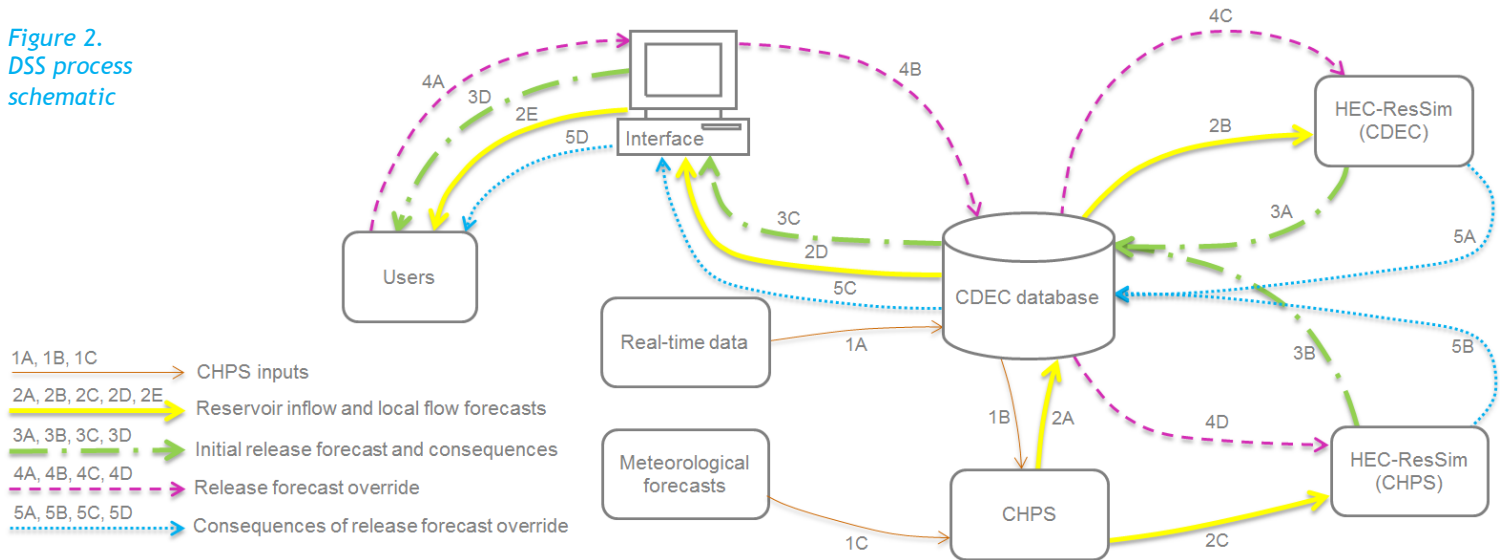 Figure 2.
DSS process
schematic
4A
3D
2E
5D
Interface
4B
4C
2B
HEC-ResSim
(CDEC)
3A
5A
3C
2D
5C
Users
CDEC database
Real-time data
1A
3B
5B
1B
2A
4D
Meteorological
forecasts
1C
CHPS
2C
HEC-ResSim
(CHPS)
1A, 1B, 1C
CHPS inputs
2A, 2B, 2C, 2D, 2E
Reservoir inflow and local flow forecasts
3A, 3B, 3C, 3D
Initial release forecast and consequences
4A, 4B, 4C, 4D
Release forecast override
5A, 5B, 5C, 5D
Consequences of release forecast override